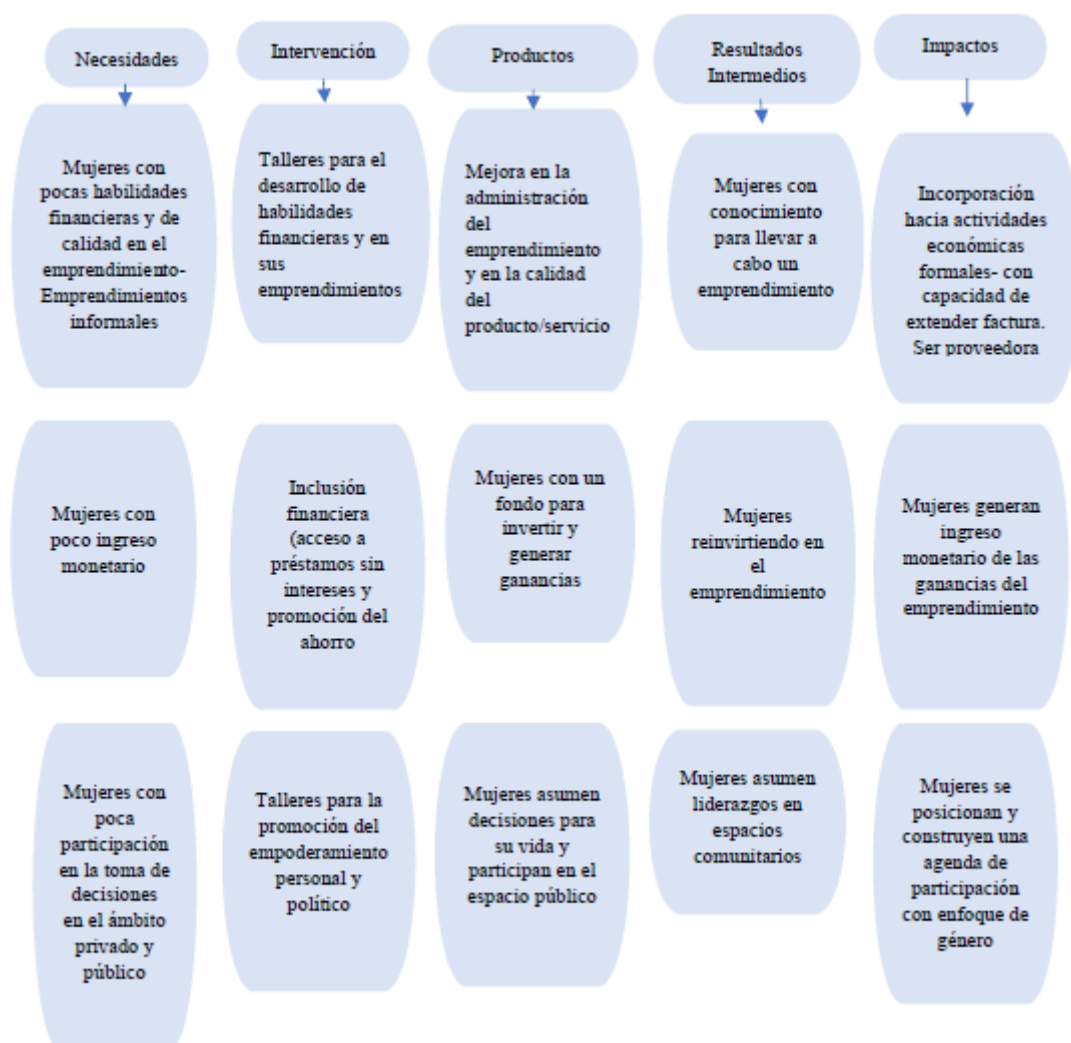 Necesidades
Intervención
Productos
Resultados
Intermedios
Impactos
Mujeres con
pocas habilidades
financieras y de
calidad en el
emprendimiento-
Emprendimientos
informales
Talleres para el
desarrollo de
habilidades
financieras y en
sus
emprendimientos
Mejora en la
administración
del
emprendimiento
y en la calidad
del
producto/servicio
Mujeres con
conocimiento
para llevar a
cabo un
emprendimiento
Incorporación
hacia actividades
económicas
formales- con
capacidad de
extender factura.
Ser proveedora
Mujeres con
poco ingreso
monetario
Inclusión
financiera
(acceso a
préstamos sin
intereses y
promoción del
ahorro
Mujeres con un
fondo para
invertir y
generar
ganancias
Mujeres
reinvirtiendo en
el
emprendimiento
Mujeres generan
ingreso
monetario de las
ganancias del
emprendimiento
Mujeres con
poca
participación
en la toma de
decisiones
en el ámbito
privado y
público
Talleres para la
promoción del
empoderamiento
personal y
político
Mujeres asumen
decisiones para
su vida y
participan en el
espacio público
Mujeres asumen
liderazgos en
espacios
comunitarios
Mujeres se
posicionan y
construyen una
agenda de
participación
con enfoque de
género